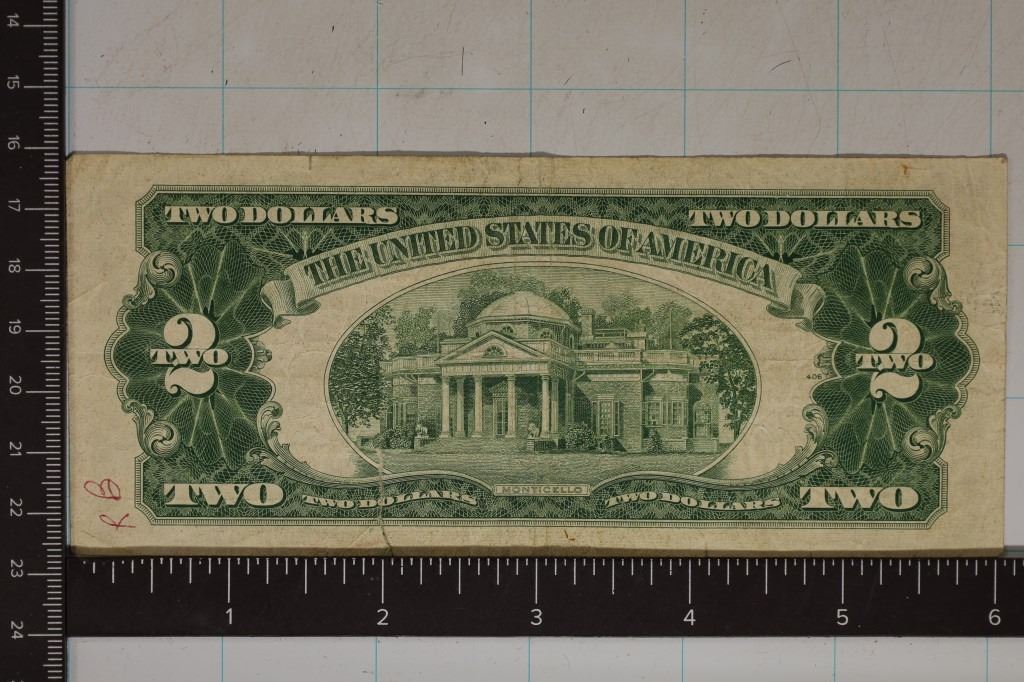 TWO DOLLARS TWO DOLLARS
THE UNITED STATES OF AMERICA
2 2
TWO TWO
406
R B
TWO TWO DOLLARS MONTICELLO TWO DOLLARS TWO
14
15
16
17
18
19
20
21
22
23
24
1 2 3 4 5 6